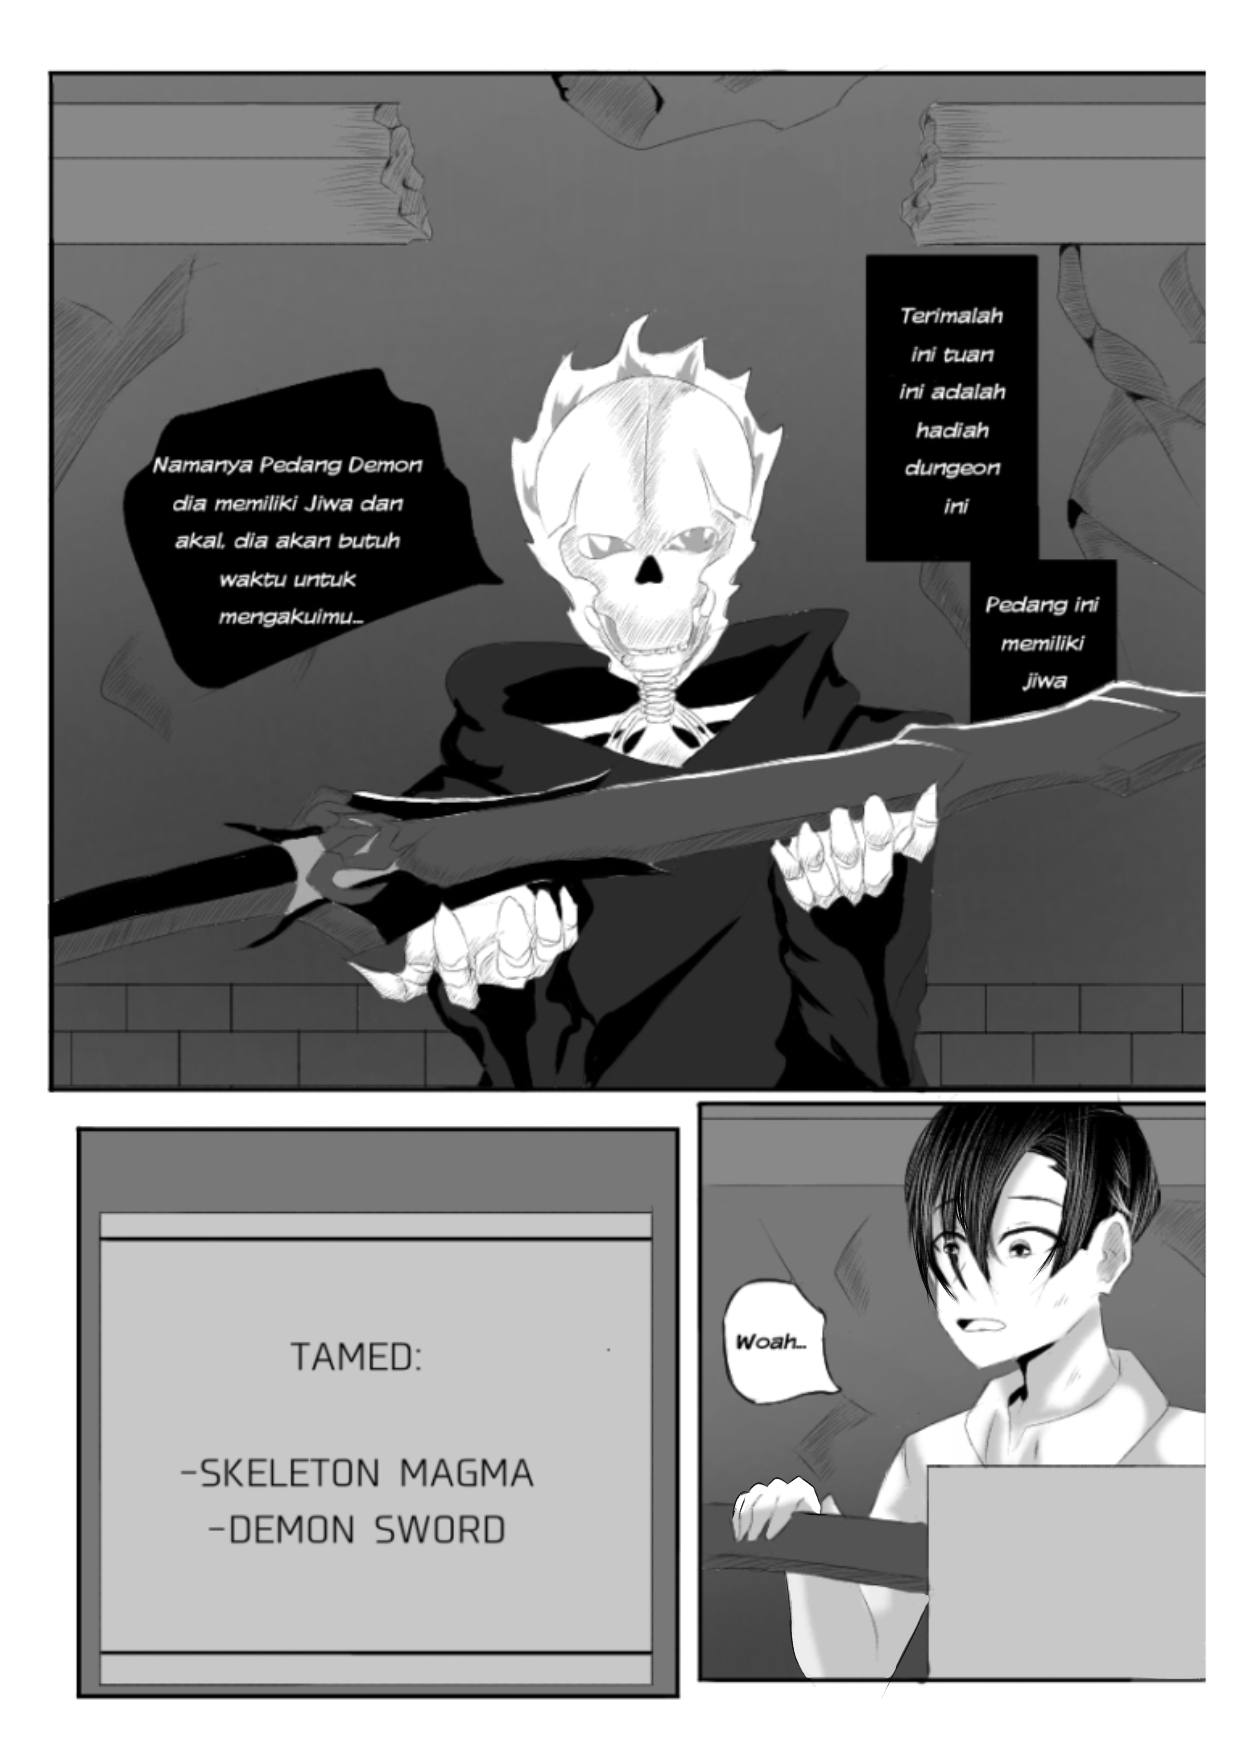 Terimalah
ini tuan
ini adalah
hadiah
dungeon
ini
Pedang ini
memiliki
jiwa
Namanya Pedang Demon
dia memiliki Jiwa dan
akal, dia akan butuh
waktu untuk
mengakuimu...
Woah...
TAMED:
-SKELETON MAGMA
-DEMON SWORD